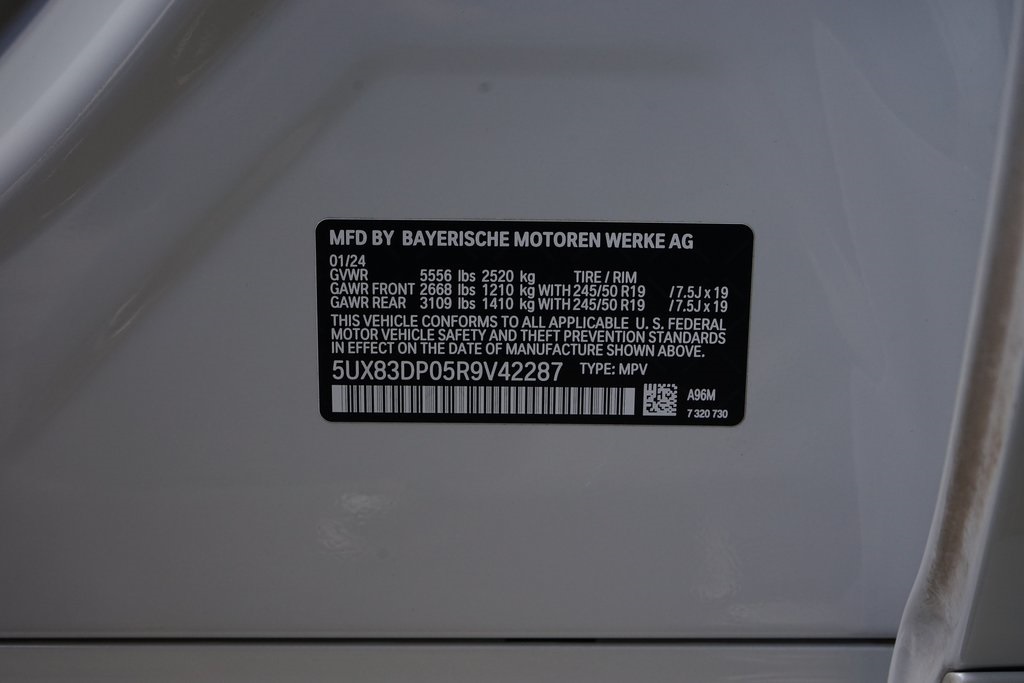 MFD BY BAYERISCHE MOTOREN WERKE AG
01/24
GVWR 5556 lbs 2520 kg TIRE / RIM
GAWR FRONT 2668 lbs 1210 kg WITH 245/50 R19 / 7.5J x 19
GAWR REAR 3109 lbs 1410 kg WITH 245/50 R19 / 7.5J x 19
THIS VEHICLE CONFORMS TO ALL APPLICABLE U. S. FEDERAL
MOTOR VEHICLE SAFETY AND THEFT PREVENTION STANDARDS
IN EFFECT ON THE DATE OF MANUFACTURE SHOWN ABOVE.
5UX83DP05R9V42287 TYPE: MPV
A96M
7 320 730